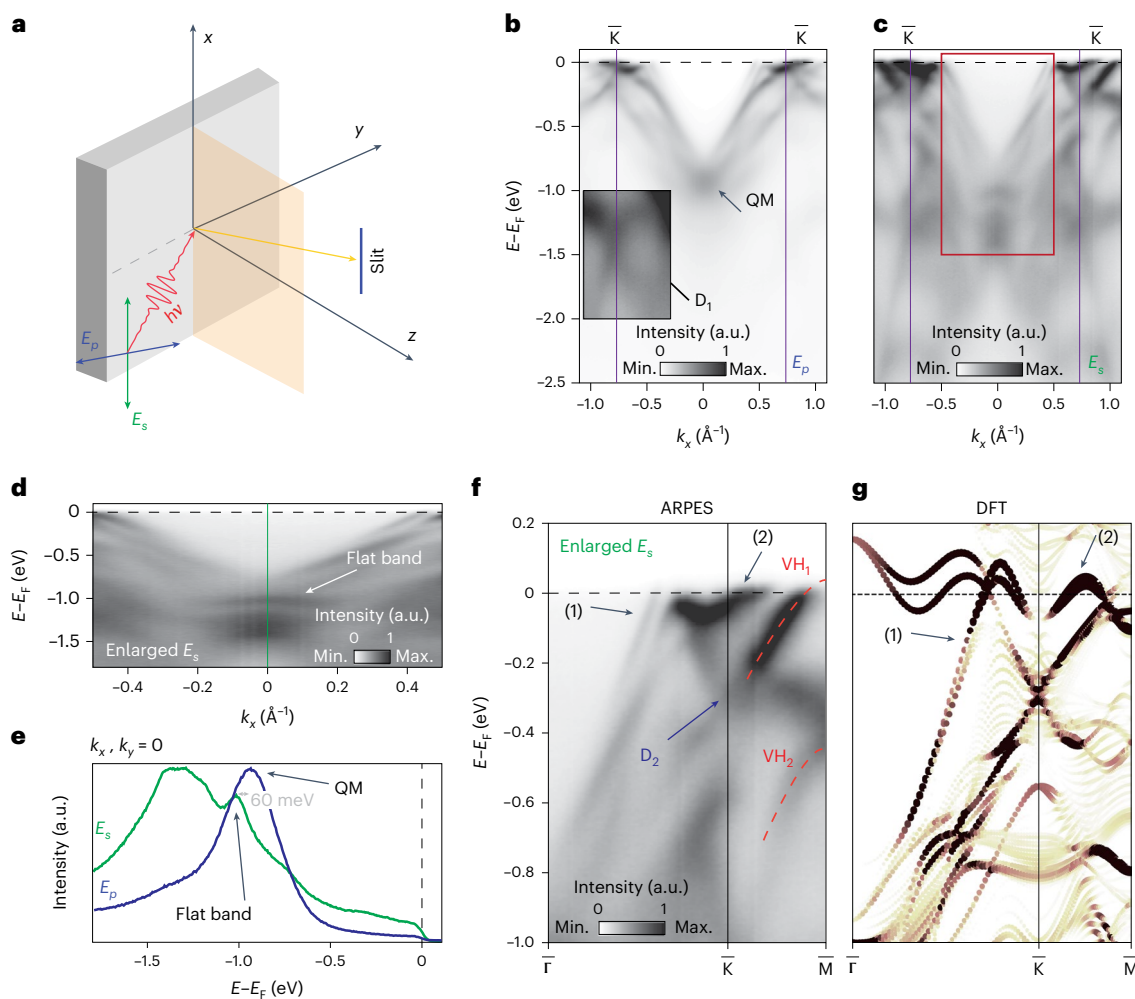 a
x
y
z
hν
Slit
E_p
E_s
b
K̅ K̅
0
–0.5
–1.0
–1.5
–2.0
–2.5
E–E_F (eV)
QM
D_1
Intensity (a.u.)
0 1
Min. Max.
E_p
–1.0 –0.5 0 0.5 1.0
k_x (Å⁻¹)
c
K̅ K̅
Intensity (a.u.)
0 1
Min. Max.
E_s
–1.0 –0.5 0 0.5 1.0
k_x (Å⁻¹)
d
0
–0.5
–1.0
–1.5
E–E_F (eV)
Flat band
Intensity (a.u.)
0 1
Min. Max.
Enlarged E_s
–0.4 –0.2 0 0.2 0.4
k_x (Å⁻¹)
e
k_x , k_y = 0
QM
60 meV
E_s
E_p
Flat band
Intensity (a.u.)
–1.5 –1.0 –0.5 0
E–E_F (eV)
f
ARPES
0.2
0
–0.2
–0.4
–0.6
–0.8
–1.0
E–E_F (eV)
Enlarged E_s
(2)
VH_1
(1)
D_2
VH_2
Intensity (a.u.)
0 1
Min. Max.
Γ̅ K̅ M̅
g
DFT
(2)
(1)
Γ̅ K̅ M̅